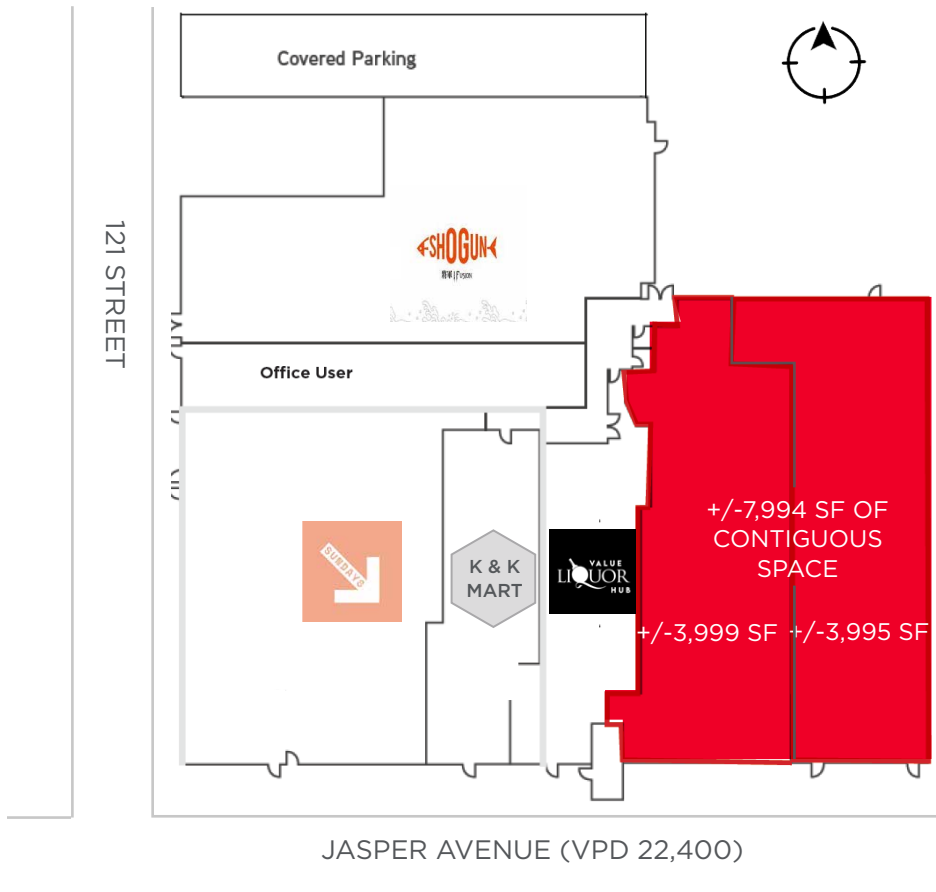 Covered Parking
121 STREET
SHOGUN
FUSION
Office User
SUNDAYS
K & K
MART
VALUE
LIQUOR
HUB
+/-7,994 SF OF
CONTIGUOUS
SPACE
+/-3,999 SF
+/-3,995 SF
JASPER AVENUE (VPD 22,400)